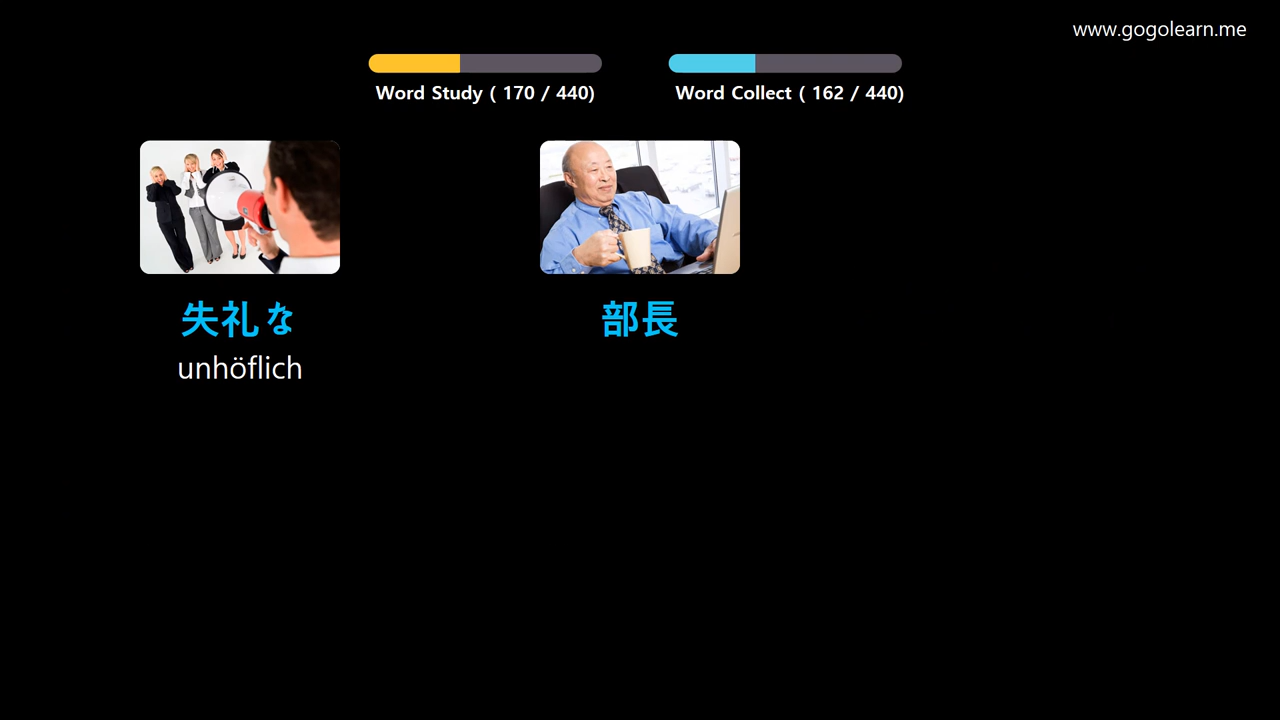 www.gogolearn.me
Word Study ( 170 / 440)
Word Collect ( 162 / 440)
失礼な
unhöflich
部長